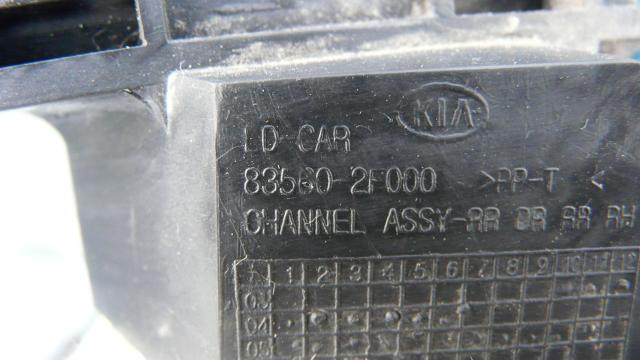 KIA
LD-CAR
83560-2F000 >PP-T<
CHANNEL ASSY-RR DR RR RH
1 2 3 4 5 6 7 8 9 10 11 12
03
04
05